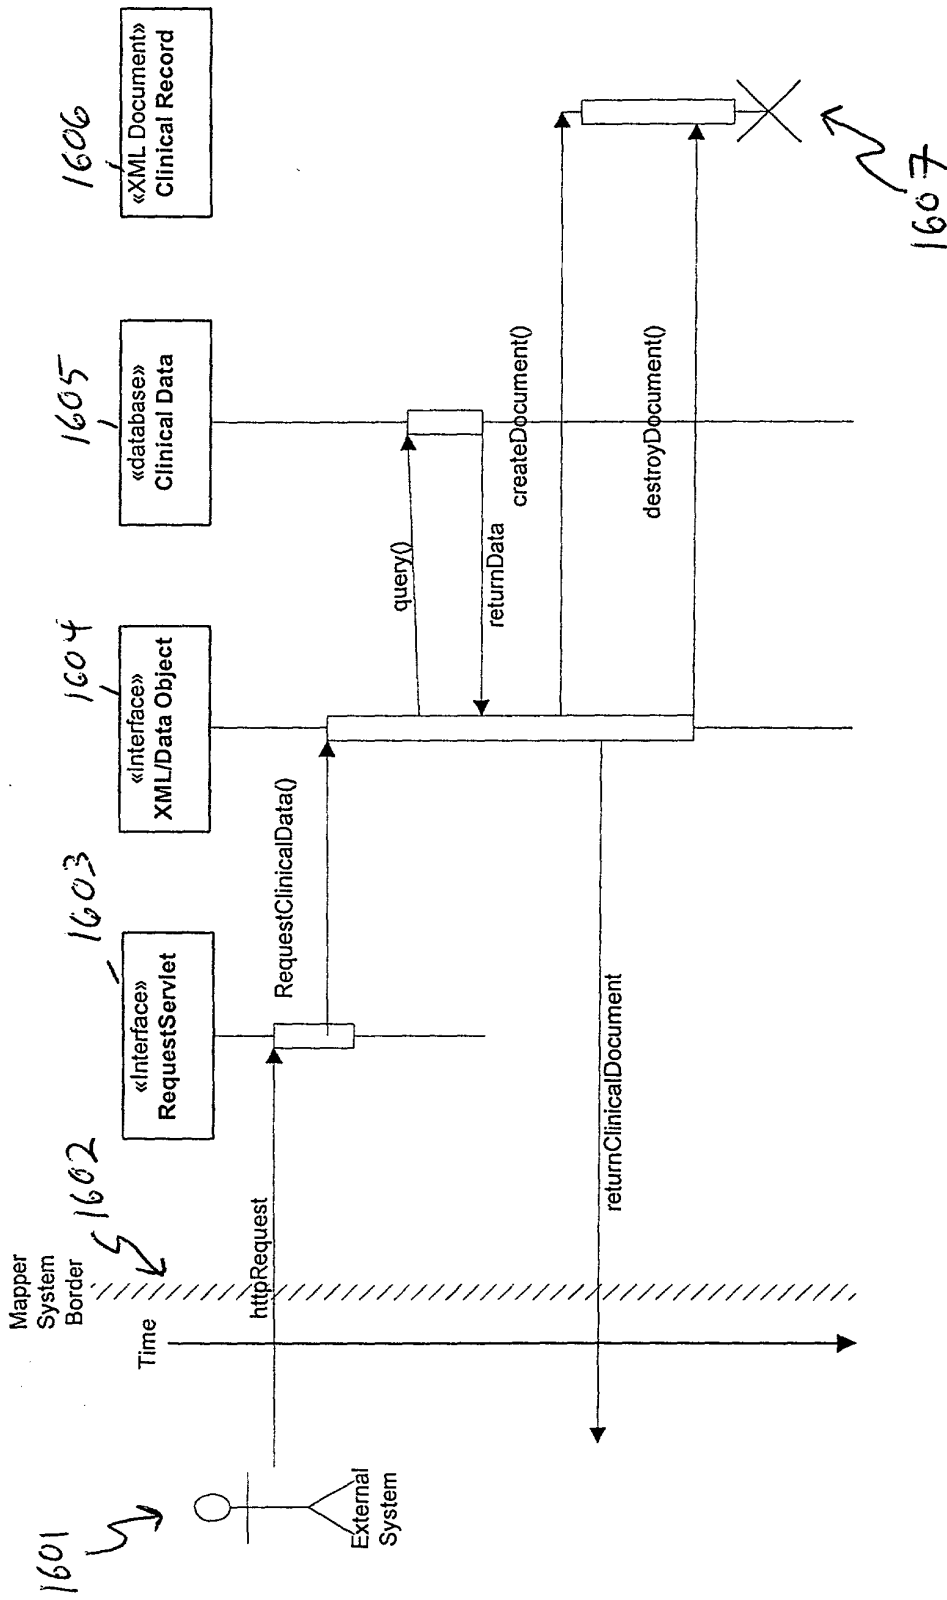 1601
External
System
Mapper
System
Border
1602
Time
1603
«Interface»
RequestServlet
1604
«Interface»
XML/Data Object
1605
«database»
Clinical Data
1606
«XML Document»
Clinical Record
httpRequest
RequestClinicalData()
query()
returnData
createDocument()
returnClinicalDocument
destroyDocument()
1607